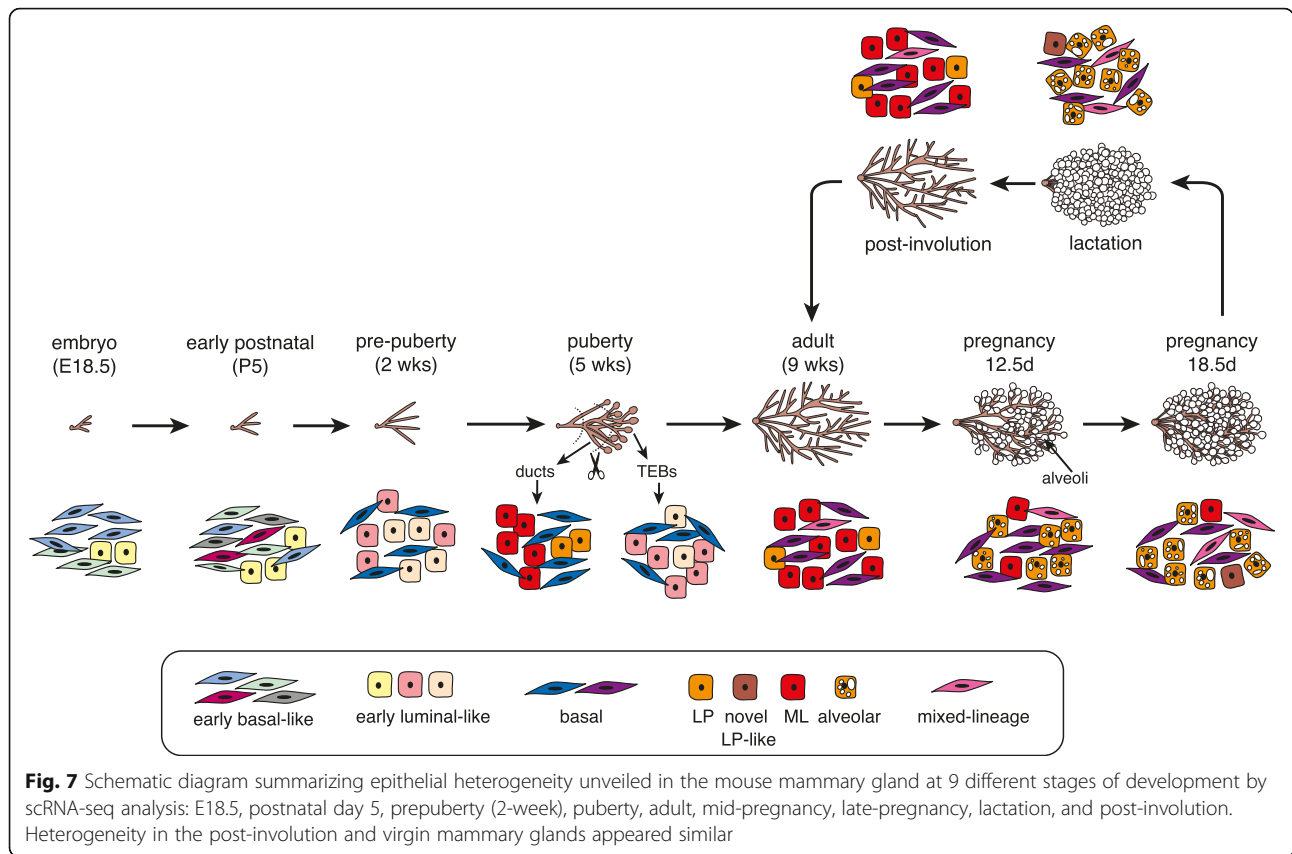 post-involution
lactation
embryo
(E18.5)
early postnatal
(P5)
pre-puberty
(2 wks)
puberty
(5 wks)
adult
(9 wks)
pregnancy
12.5d
pregnancy
18.5d
ducts
TEBs
alveoli
early basal-like
early luminal-like
basal
LP
novel
LP-like
ML
alveolar
mixed-lineage
Fig. 7 Schematic diagram summarizing epithelial heterogeneity unveiled in the mouse mammary gland at 9 different stages of development by
scRNA-seq analysis: E18.5, postnatal day 5, prepuberty (2-week), puberty, adult, mid-pregnancy, late-pregnancy, lactation, and post-involution.
Heterogeneity in the post-involution and virgin mammary glands appeared similar